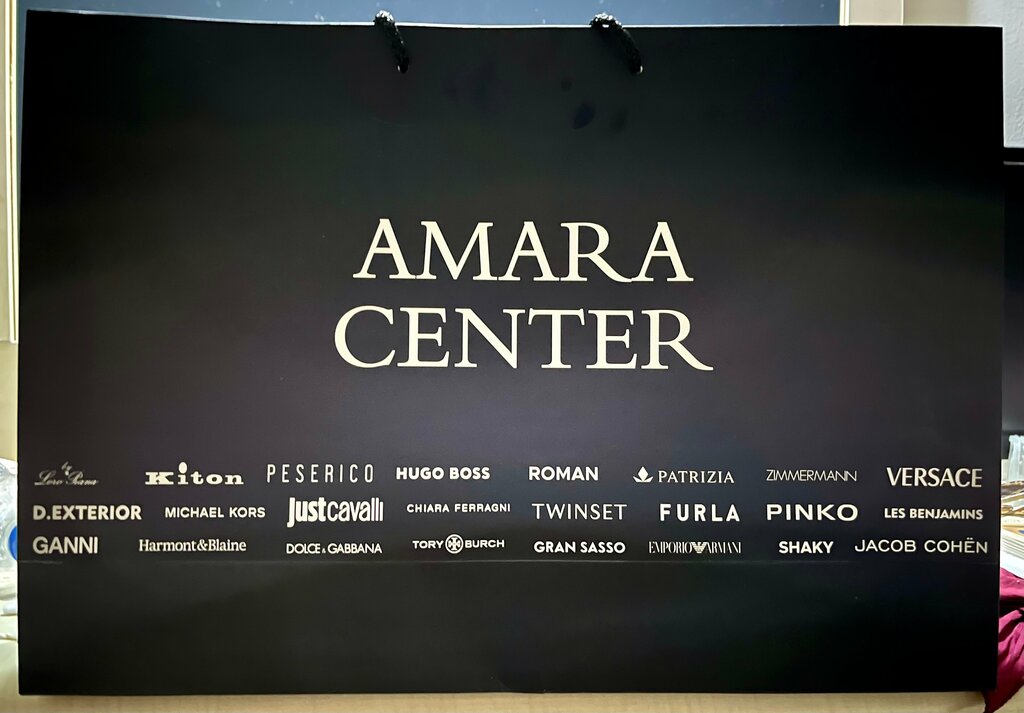 AMARA
CENTER
by Loro Piana Kiton PESERICO HUGO BOSS ROMAN PATRIZIA ZIMMERMANN VERSACE
D.EXTERIOR MICHAEL KORS justcavalli CHIARA FERRAGNI TWINSET FURLA PINKO LES BENJAMINS
GANNI Harmont&Blaine DOLCE & GABBANA TORY BURCH GRAN SASSO EMPORIO ARMANI SHAKY JACOB COHËN